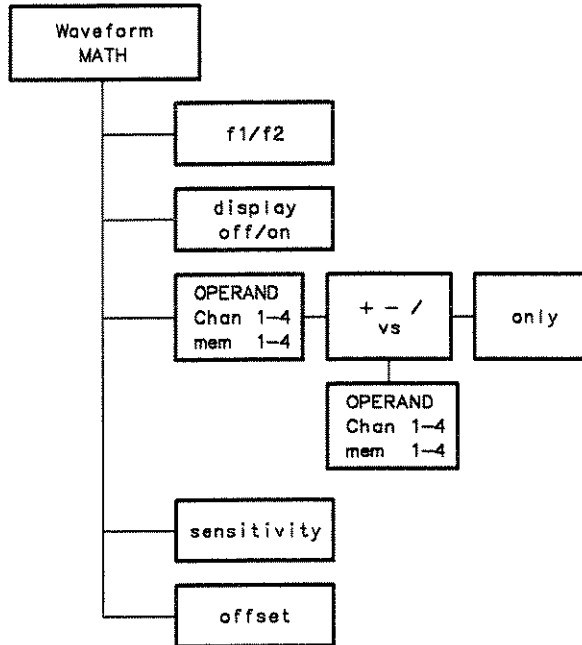 Waveform
MATH
f1/f2
display
off/on
OPERAND
Chan 1-4
mem 1-4
+ - /
vs
only
OPERAND
Chan 1-4
mem 1-4
sensitivity
offset